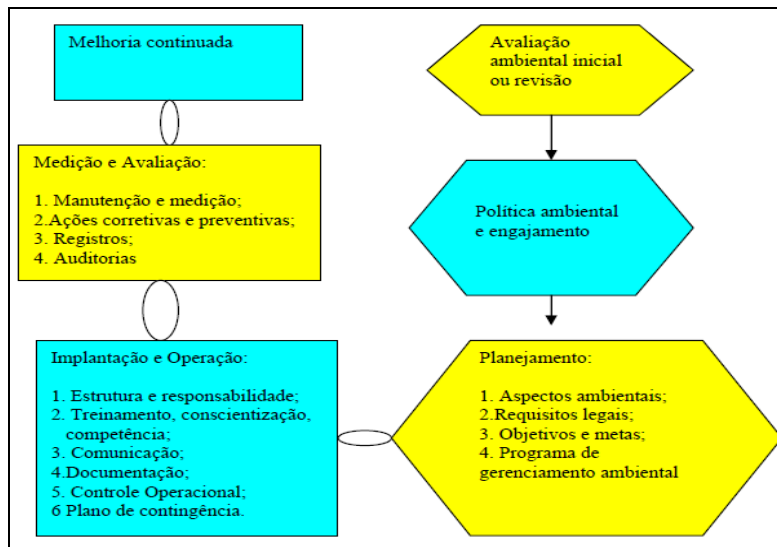 Melhoria continuada
Avaliação
ambiental inicial
ou revisão
Medição e Avaliação:
1. Manutenção e medição;
2.Ações corretivas e preventivas;
3. Registros;
4. Auditorias
Política ambiental
e engajamento
Implantação e Operação:
1. Estrutura e responsabilidade;
2. Treinamento, conscientização,
competência;
3. Comunicação;
4.Documentação;
5. Controle Operacional;
6 Plano de contingência.
Planejamento:
1. Aspectos ambientais;
2.Requisitos legais;
3. Objetivos e metas;
4. Programa de
gerenciamento ambiental